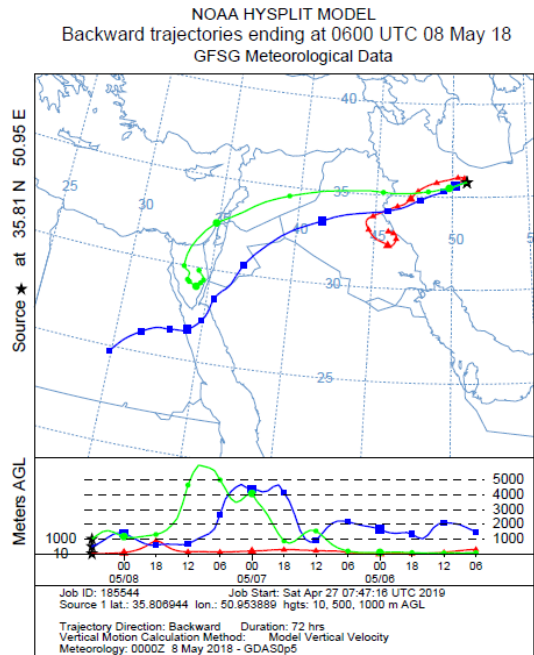 NOAA HYSPLIT MODEL
Backward trajectories ending at 0600 UTC 08 May 18
GFSG Meteorological Data
Source ★ at 35.81 N 50.95 E
40
25
30
35
25
40
45
50
55
30
25
Meters AGL
5000
4000
3000
2000
1000
1000
10
00 18 12 06 00 18 12 06 00 18 12 06
05/08 05/07 05/06
Job ID: 185544 Job Start: Sat Apr 27 07:47:16 UTC 2019
Source 1 lat.: 35.806944 lon.: 50.953889 hgts: 10, 500, 1000 m AGL
Trajectory Direction: Backward Duration: 72 hrs
Vertical Motion Calculation Method: Model Vertical Velocity
Meteorology: 0000Z 8 May 2018 - GDAS0p5